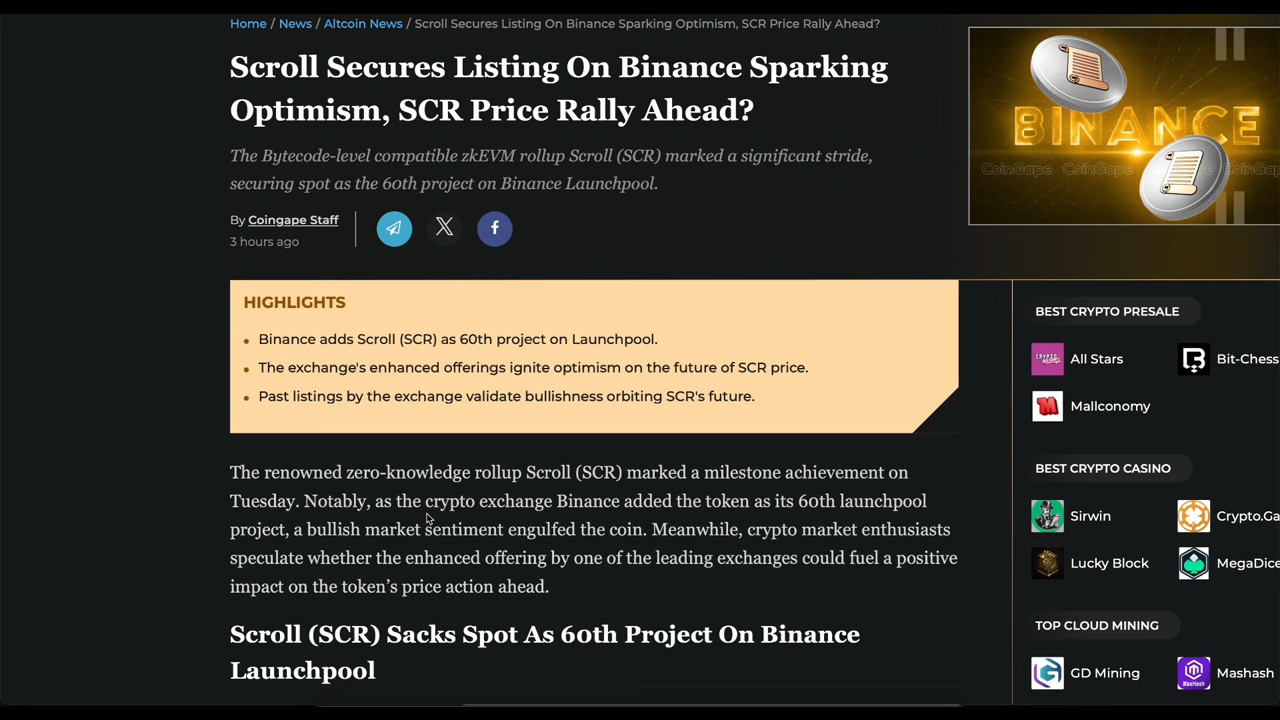 Home / News / Altcoin News / Scroll Secures Listing On Binance Sparking Optimism, SCR Price Rally Ahead?
Scroll Secures Listing On Binance Sparking
Optimism, SCR Price Rally Ahead?
The Bytecode-level compatible zkEVM rollup Scroll (SCR) marked a significant stride,
securing spot as the 60th project on Binance Launchpool.
By Coingape Staff
3 hours ago
BINANCE
CoinGape CoinGape
HIGHLIGHTS
Binance adds Scroll (SCR) as 60th project on Launchpool.
The exchange's enhanced offerings ignite optimism on the future of SCR price.
Past listings by the exchange validate bullishness orbiting SCR's future.
The renowned zero-knowledge rollup Scroll (SCR) marked a milestone achievement on
Tuesday. Notably, as the crypto exchange Binance added the token as its 60th launchpool
project, a bullish market sentiment engulfed the coin. Meanwhile, crypto market enthusiasts
speculate whether the enhanced offering by one of the leading exchanges could fuel a positive
impact on the token's price action ahead.
Scroll (SCR) Sacks Spot As 60th Project On Binance
Launchpool
BEST CRYPTO PRESALE
All Stars
Bit-Chess
Mallconomy
BEST CRYPTO CASINO
Sirwin
Crypto.Ga
Lucky Block
MegaDice
TOP CLOUD MINING
GD Mining
Mashash